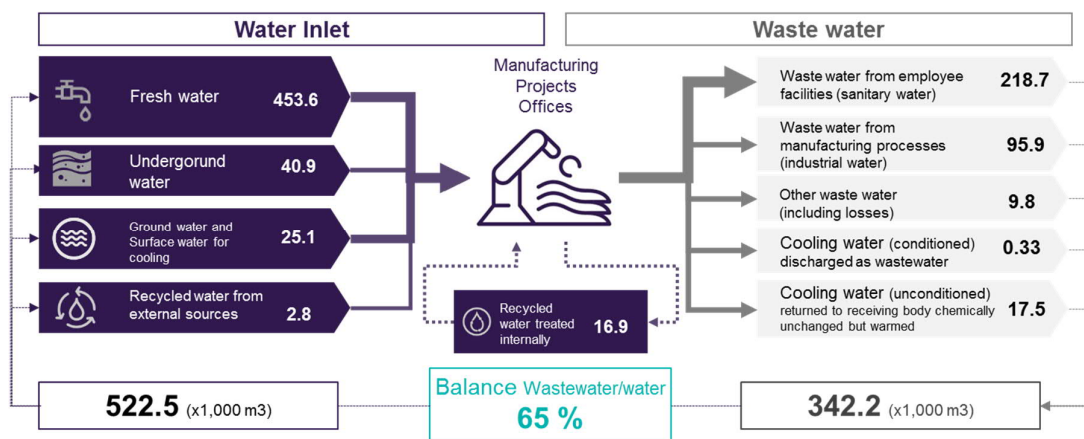 Water Inlet
Waste water
Fresh water
453.6
Undergorund
water
40.9
Ground water and
Surface water for
cooling
25.1
Recycled water from
external sources
2.8
Manufacturing
Projects
Offices
Recycled
water treated
internally
16.9
Waste water from employee
facilities (sanitary water)
218.7
Waste water from
manufacturing processes
(industrial water)
95.9
Other waste water
(including losses)
9.8
Cooling water (conditioned)
discharged as wastewater
0.33
Cooling water (unconditioned)
returned to receiving body chemically
unchanged but warmed
17.5
522.5 (x1,000 m3)
Balance Wastewater/water
65 %
342.2 (x1,000 m3)